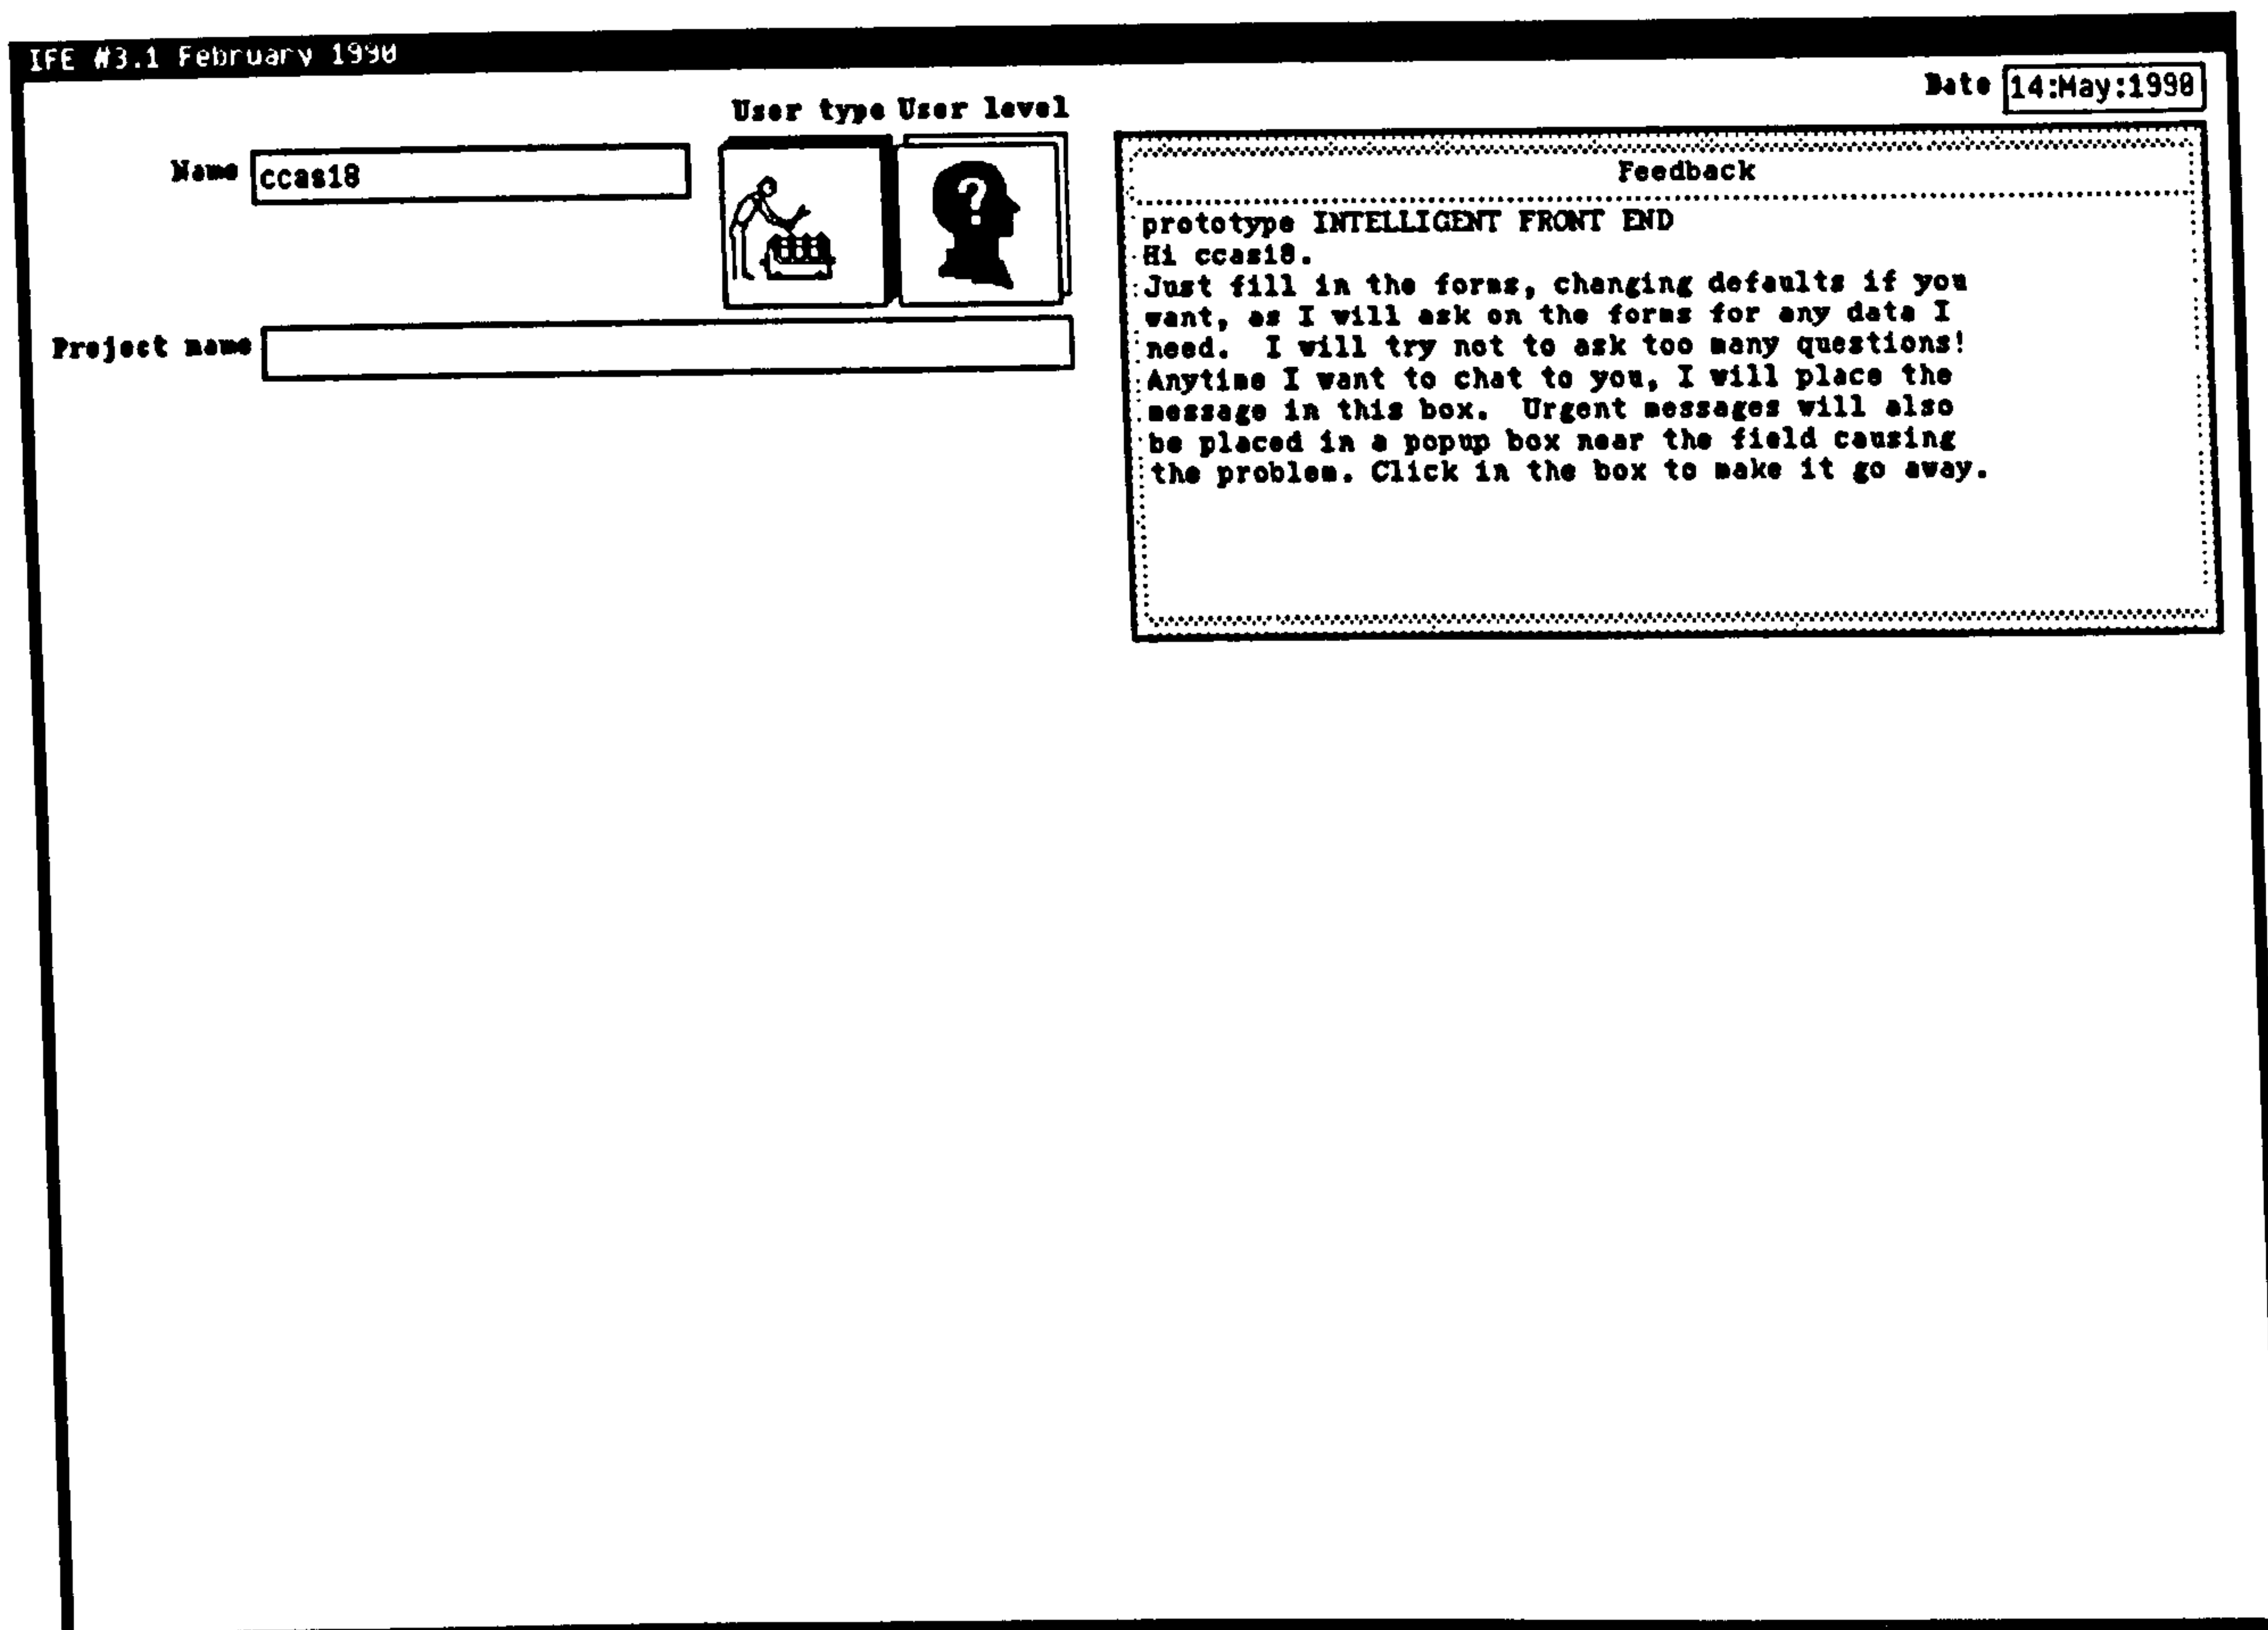 IFE #3.1 February 1990
Date 14:May:1990
User type User level
Name ccas18
?
Project name
Feedback
prototype INTELLIGENT FRONT END
Hi ccas18.
Just fill in the forms, changing defaults if you
want, as I will ask on the forms for any data I
need.  I will try not to ask too many questions!
Anytime I want to chat to you, I will place the
message in this box.  Urgent messages will also
be placed in a popup box near the field causing
the problem. Click in the box to make it go away.